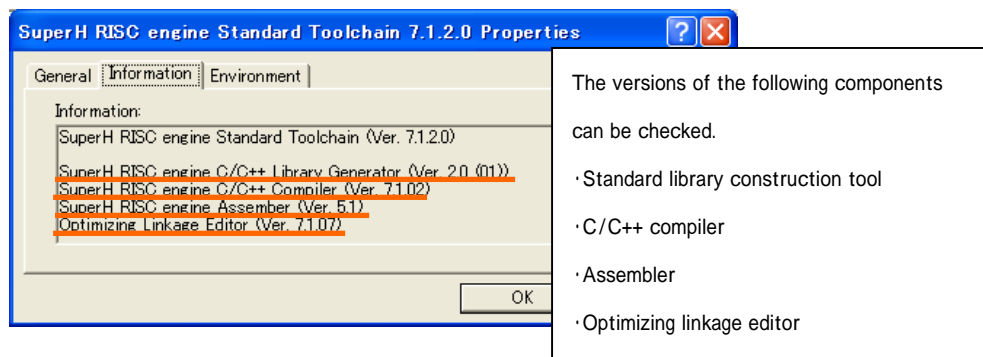 SuperH RISC engine Standard Toolchain 7.1.2.0 Properties
General Information Environment
Information:
SuperH RISC engine Standard Toolchain (Ver. 7.1.2.0)
SuperH RISC engine C/C++ Library Generator (Ver. 2.0 (01))
SuperH RISC engine C/C++ Compiler (Ver. 7.1.02)
SuperH RISC engine Assember (Ver. 5.1)
Optimizing Linkage Editor (Ver. 7.1.07)
OK
The versions of the following components
can be checked.
·Standard library construction tool
·C/C++ compiler
·Assembler
·Optimizing linkage editor